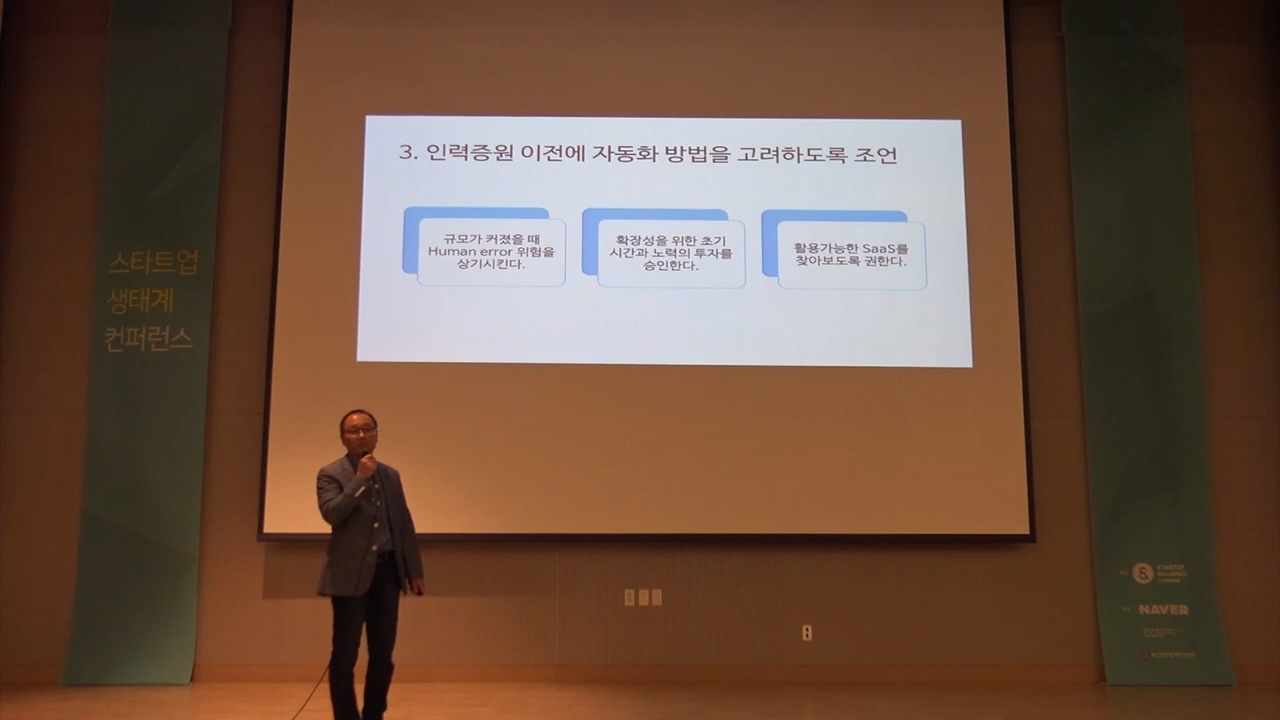 3. 인력증원 이전에 자동화 방법을 고려하도록 조언
규모가 커졌을 때
Human error 위험을
상기시킨다.
확장성을 위한 초기
시간과 노력의 투자를
승인한다.
활용가능한 SaaS를
찾아보도록 권한다.
스타트업
생태계
컨퍼런스
STARTUP
ALLIANCE
NAVER